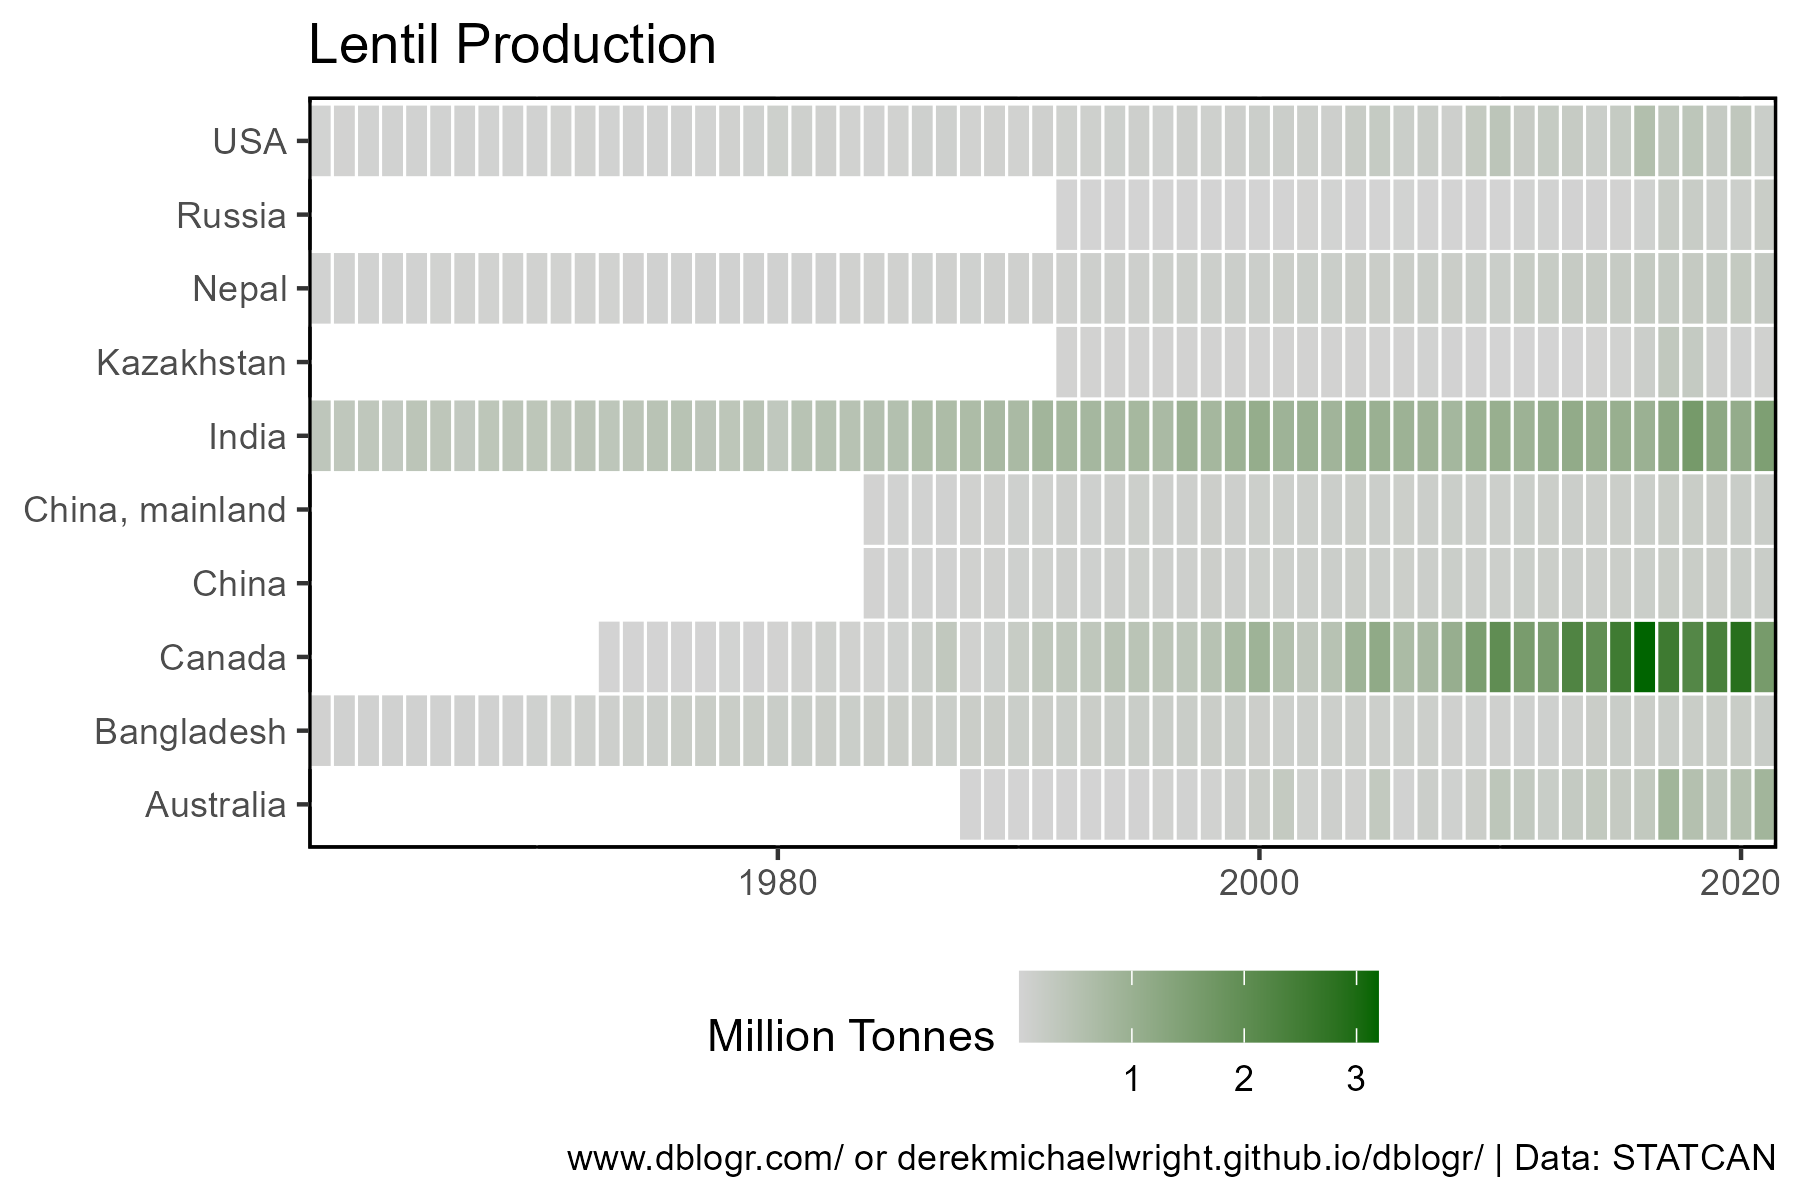 Lentil Production
USA
Russia
Nepal
Kazakhstan
India
China, mainland
China
Canada
Bangladesh
Australia
1980 2000 2020
Million Tonnes
1 2 3
www.dblogr.com/ or derekmichaelwright.github.io/dblogr/ | Data: STATCAN